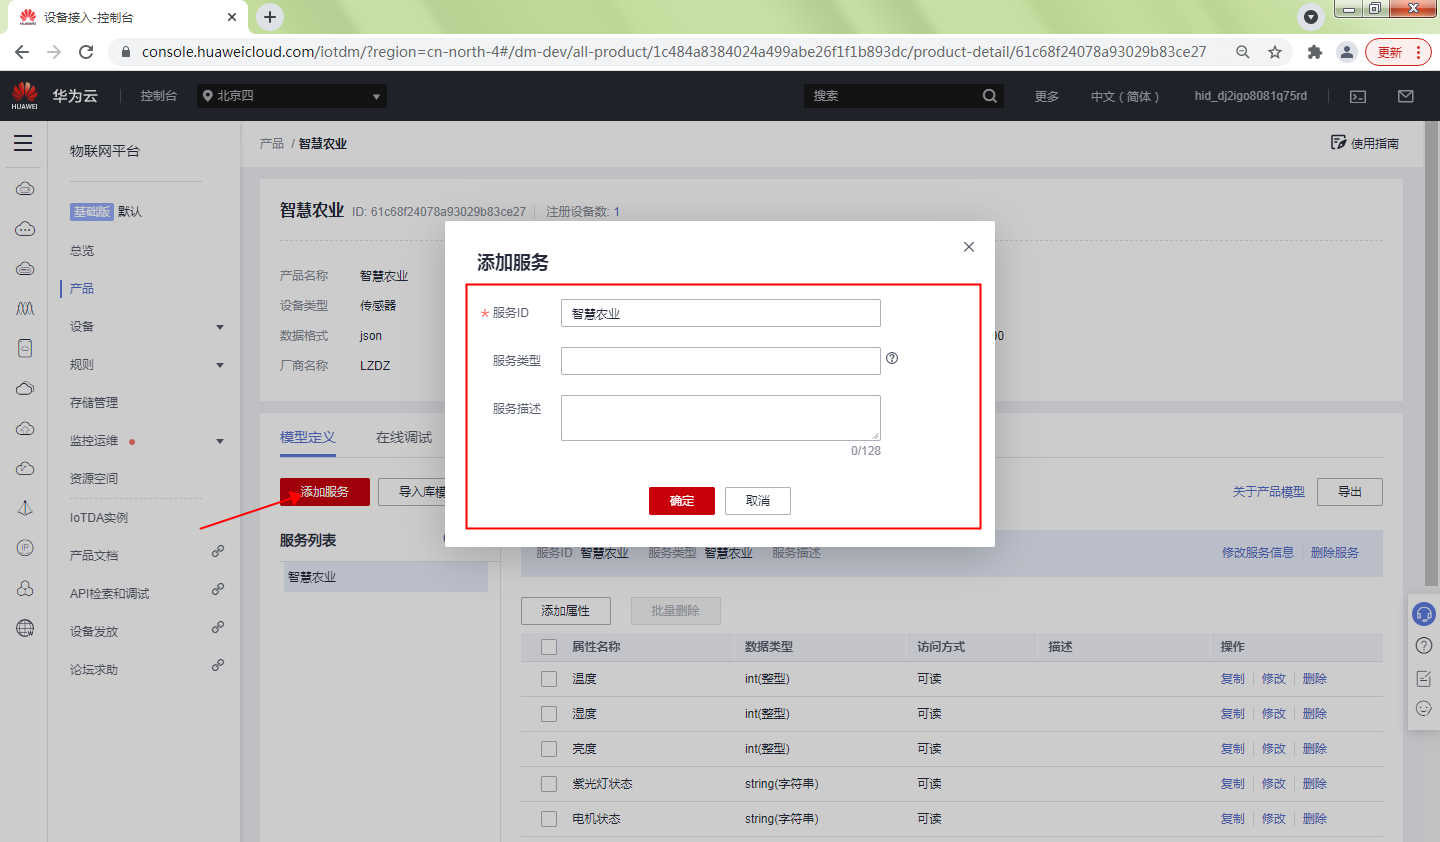 设备接入-控制台
console.huaweicloud.com/iotdm/?region=cn-north-4#/dm-dev/all-product/1c484a8384024a499abe26f1f1b893dc/product-detail/61c68f24078a93029b83ce27
更新
HUAWEI
华为云
控制台
北京四
搜索
更多
中文（简体）
hid_dj2igo8081q75rd
物联网平台
基础版 默认
总览
产品
设备
规则
存储管理
监控运维
资源空间
IoTDA实例
产品文档
API检索和调试
设备发放
论坛求助
产品 / 智慧农业
使用指南
智慧农业 ID: 61c68f24078a93029b83ce27 注册设备数: 1
产品名称 智慧农业
设备类型 传感器
数据格式 json
厂商名称 LZDZ
模型定义 在线调试
添加服务 导入库模
关于产品模型 导出
添加服务
服务ID 智慧农业
服务类型
服务描述
0/128
确定 取消
服务列表
智慧农业
服务ID 智慧农业 服务类型 智慧农业 服务描述
修改服务信息 删除服务
添加属性 批量删除
属性名称 数据类型 访问方式 描述 操作
温度 int(整型) 可读 复制 修改 删除
湿度 int(整型) 可读 复制 修改 删除
亮度 int(整型) 可读 复制 修改 删除
紫光灯状态 string(字符串) 可读 复制 修改 删除
电机状态 string(字符串) 可读 复制 修改 删除